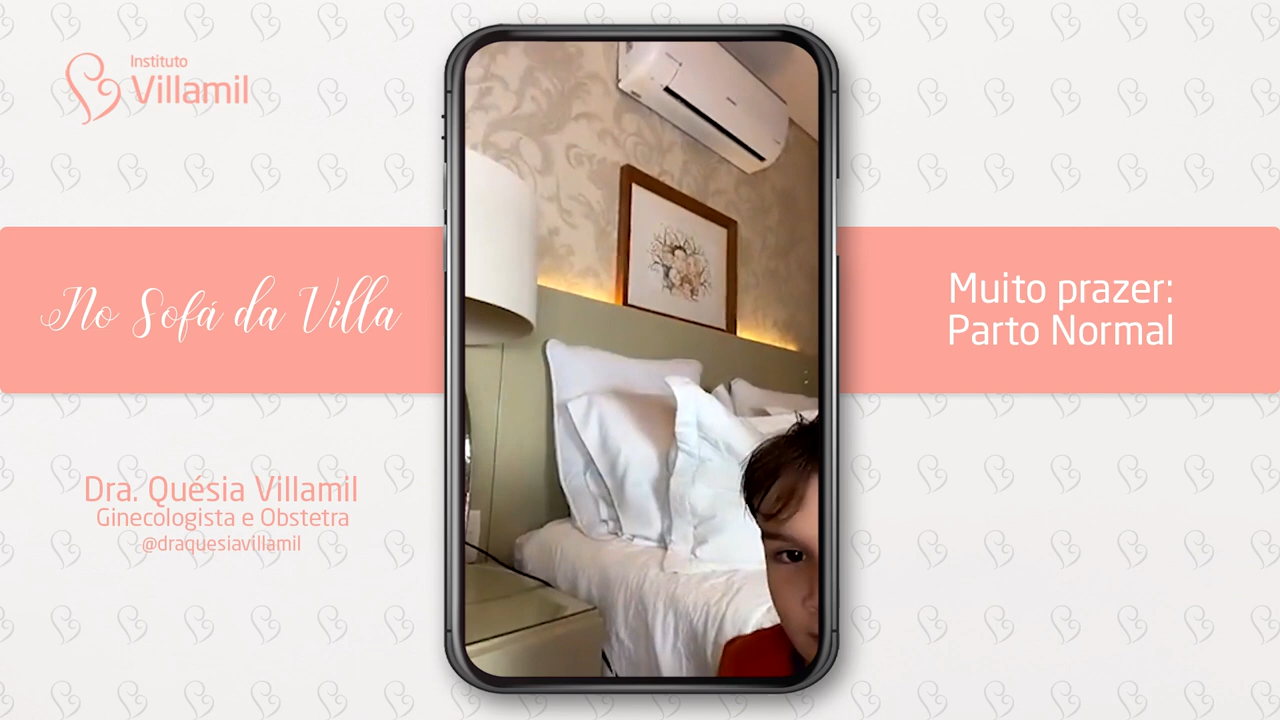 Instituto
Villamil
No Sofá da Villa
Muito prazer:
Parto Normal
Dra. Quésia Villamil
Ginecologista e Obstetra
@draquesiavillamil